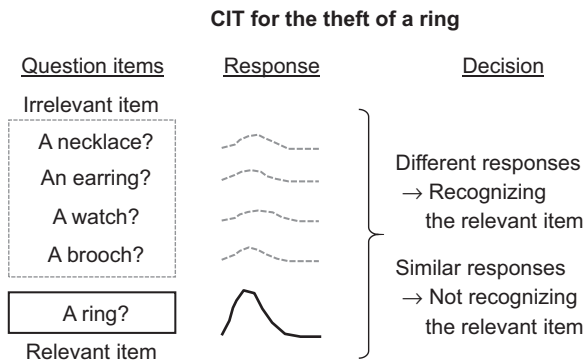 CIT for the theft of a ring
Question items
Response
Decision
Irrelevant item
A necklace?
An earring?
A watch?
A brooch?
A ring?
Relevant item
Different responses
→ Recognizing
the relevant item
Similar responses
→ Not recognizing
the relevant item